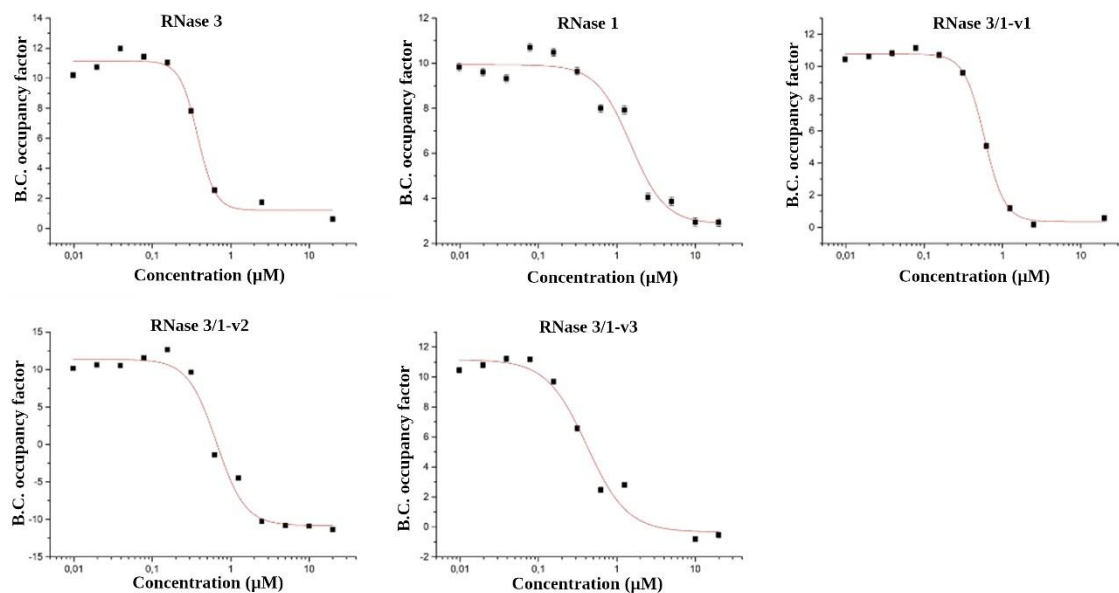 RNase 3
14
12
10
8
6
4
2
0
B.C. occupancy factor
0,01 0,1 1 10
Concentration (µM)
RNase 1
12
10
8
6
4
2
B.C. occupancy factor
0,01 0,1 1 10
Concentration (µM)
RNase 3/1-v1
12
10
8
6
4
2
0
B.C. occupancy factor
0,01 0,1 1 10
Concentration (µM)
RNase 3/1-v2
15
10
5
0
-5
-10
-15
B.C. occupancy factor
0,01 0,1 1 10
Concentration (µM)
RNase 3/1-v3
12
10
8
6
4
2
0
-2
B.C. occupancy factor
0,01 0,1 1 10
Concentration (µM)